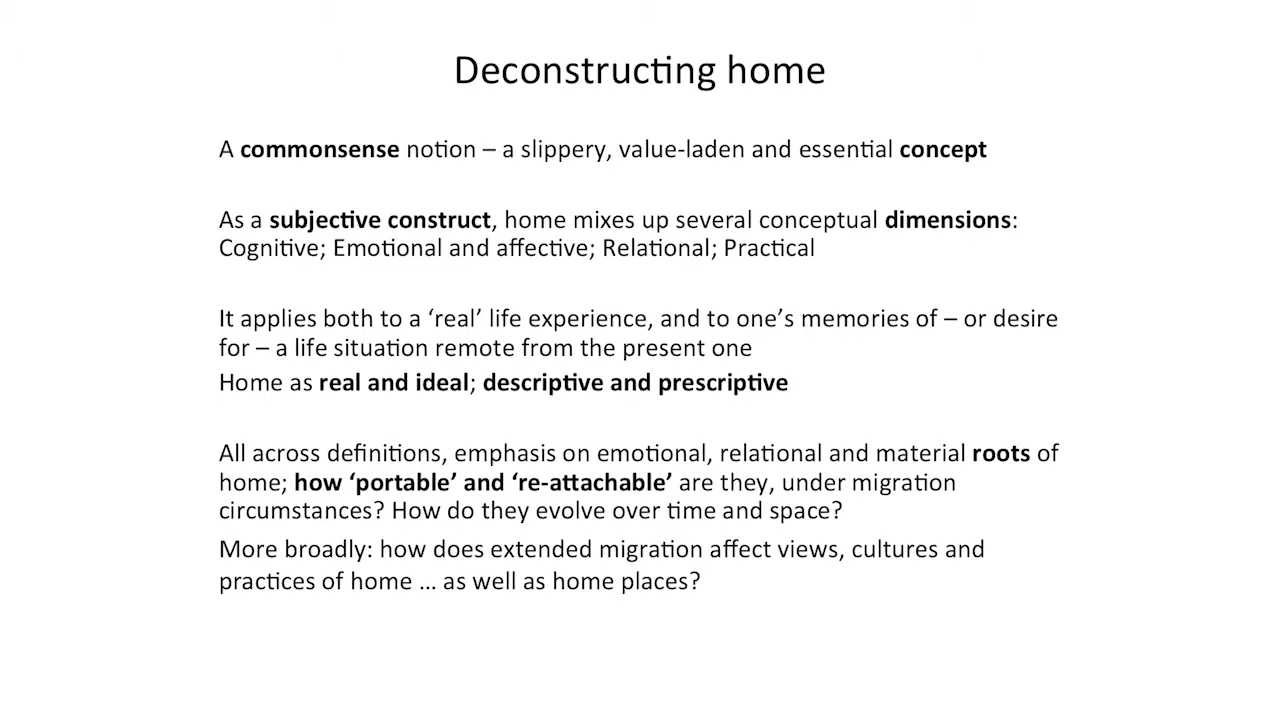 Deconstructing home
A commonsense notion – a slippery, value-laden and essential concept
As a subjective construct, home mixes up several conceptual dimensions:
Cognitive; Emotional and affective; Relational; Practical
It applies both to a ‘real’ life experience, and to one’s memories of – or desire
for – a life situation remote from the present one
Home as real and ideal; descriptive and prescriptive
All across definitions, emphasis on emotional, relational and material roots of
home; how ‘portable’ and ‘re-attachable’ are they, under migration
circumstances? How do they evolve over time and space?
More broadly: how does extended migration affect views, cultures and
practices of home … as well as home places?